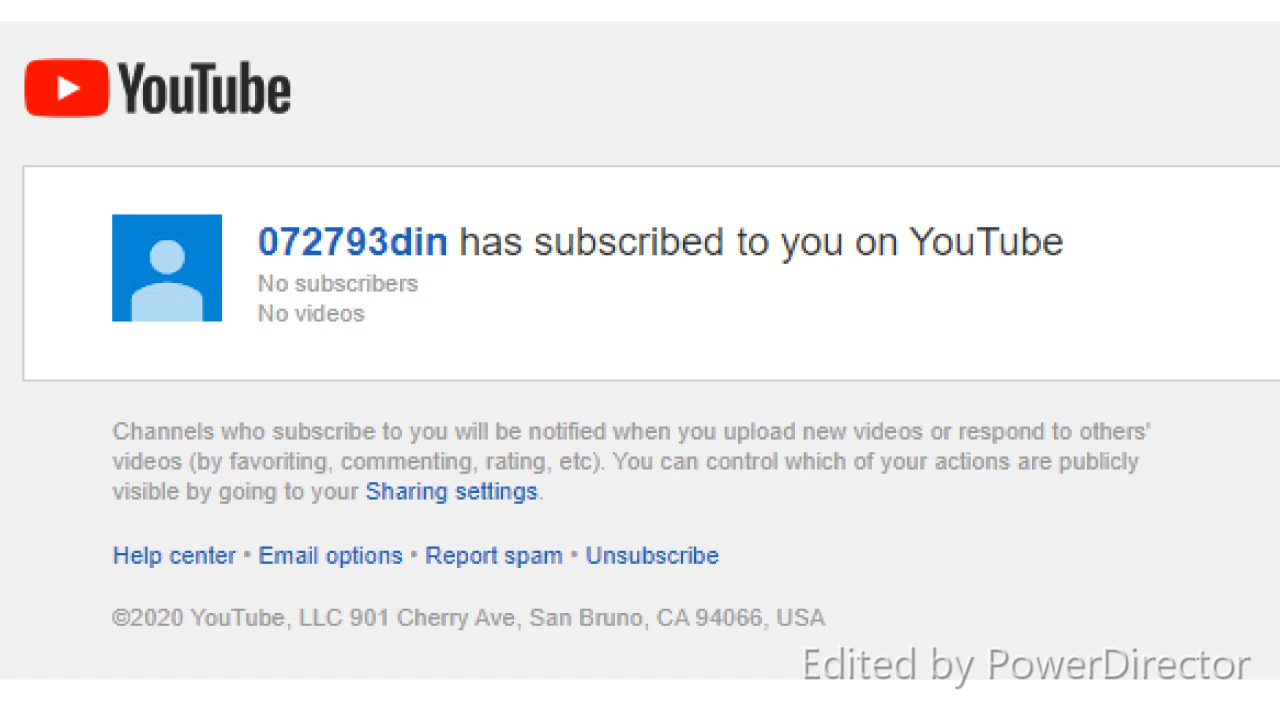 YouTube
072793din has subscribed to you on YouTube
No subscribers
No videos
Channels who subscribe to you will be notified when you upload new videos or respond to others'
videos (by favoriting, commenting, rating, etc). You can control which of your actions are publicly
visible by going to your Sharing settings.
Help center • Email options • Report spam • Unsubscribe
©2020 YouTube, LLC 901 Cherry Ave, San Bruno, CA 94066, USA
Edited by PowerDirector